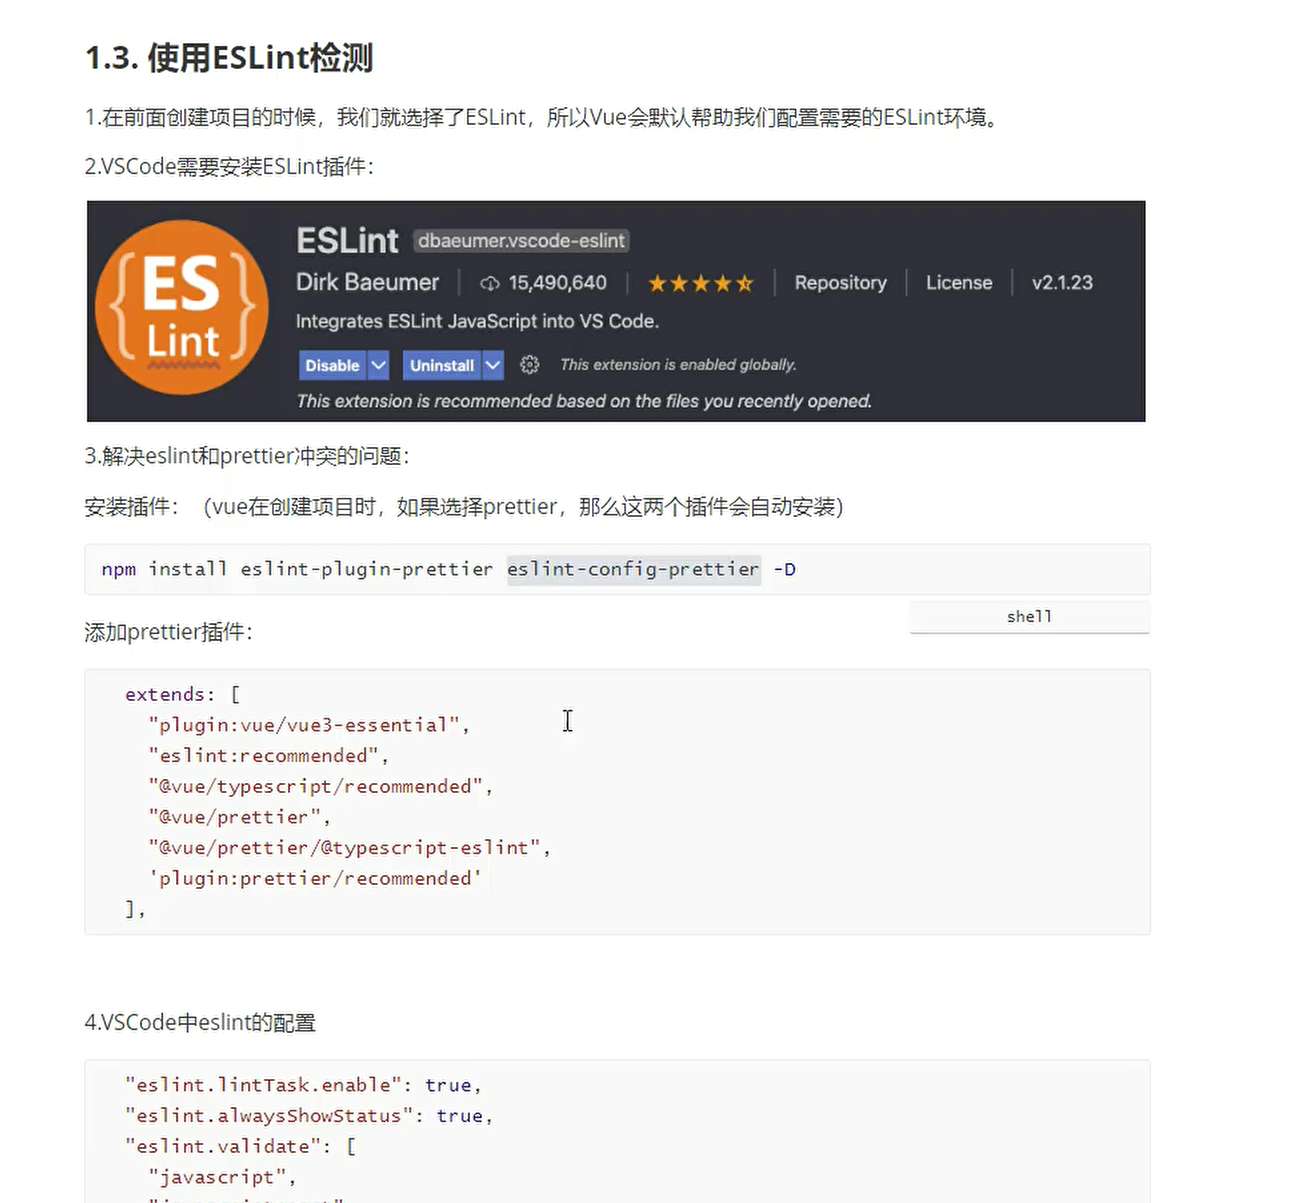 1.3. 使用ESLint检测
1.在前面创建项目的时候，我们就选择了ESLint，所以Vue会默认帮助我们配置需要的ESLint环境。
2.VSCode需要安装ESLint插件：
{ES Lint}
ESLint dbaeumer.vscode-eslint
Dirk Baeumer 15,490,640 Repository License v2.1.23
Integrates ESLint JavaScript into VS Code.
Disable Uninstall This extension is enabled globally.
This extension is recommended based on the files you recently opened.
3.解决eslint和prettier冲突的问题：
安装插件：（vue在创建项目时，如果选择prettier，那么这两个插件会自动安装）
npm install eslint-plugin-prettier eslint-config-prettier -D
shell
添加prettier插件：
extends: [
"plugin:vue/vue3-essential",
"eslint:recommended",
"@vue/typescript/recommended",
"@vue/prettier",
"@vue/prettier/@typescript-eslint",
'plugin:prettier/recommended'
],
4.VSCode中eslint的配置
"eslint.lintTask.enable": true,
"eslint.alwaysShowStatus": true,
"eslint.validate": [
"javascript",